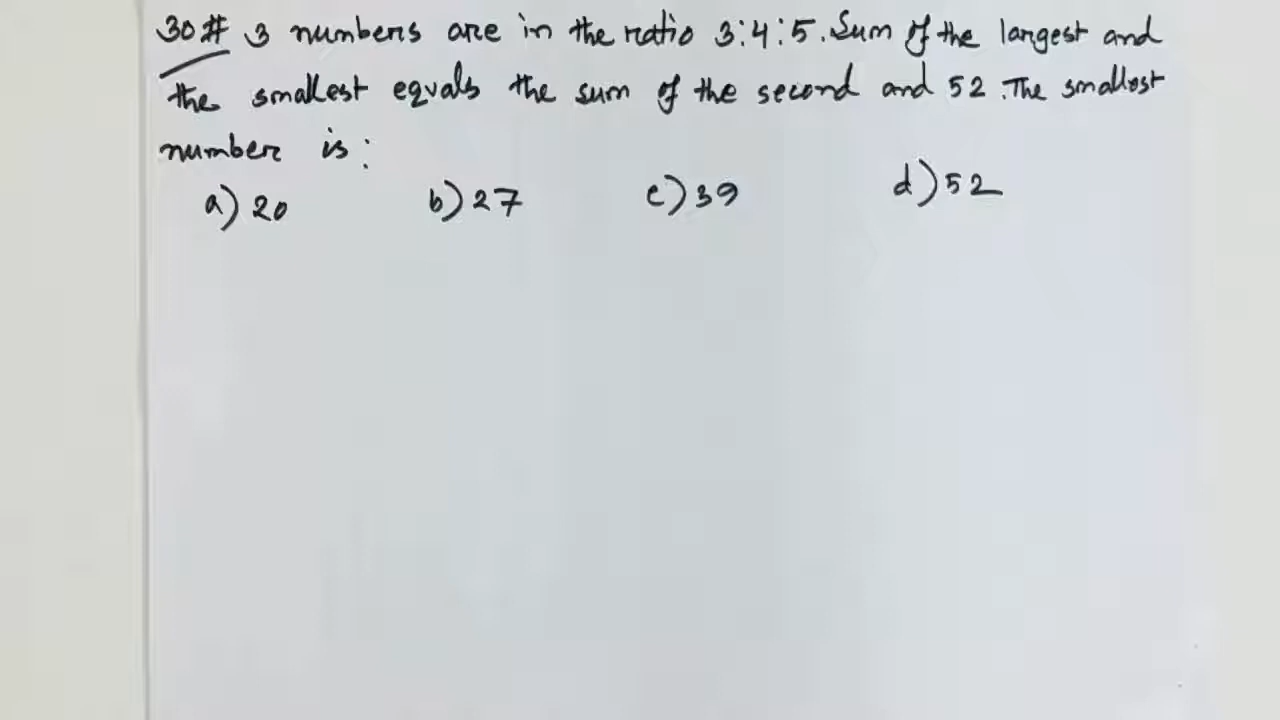 30# 3 numbers are in the ratio 3:4:5. Sum of the largest and
the smallest equals the sum of the second and 52. The smallest
number is:
a) 20 b) 27 c) 39 d) 52